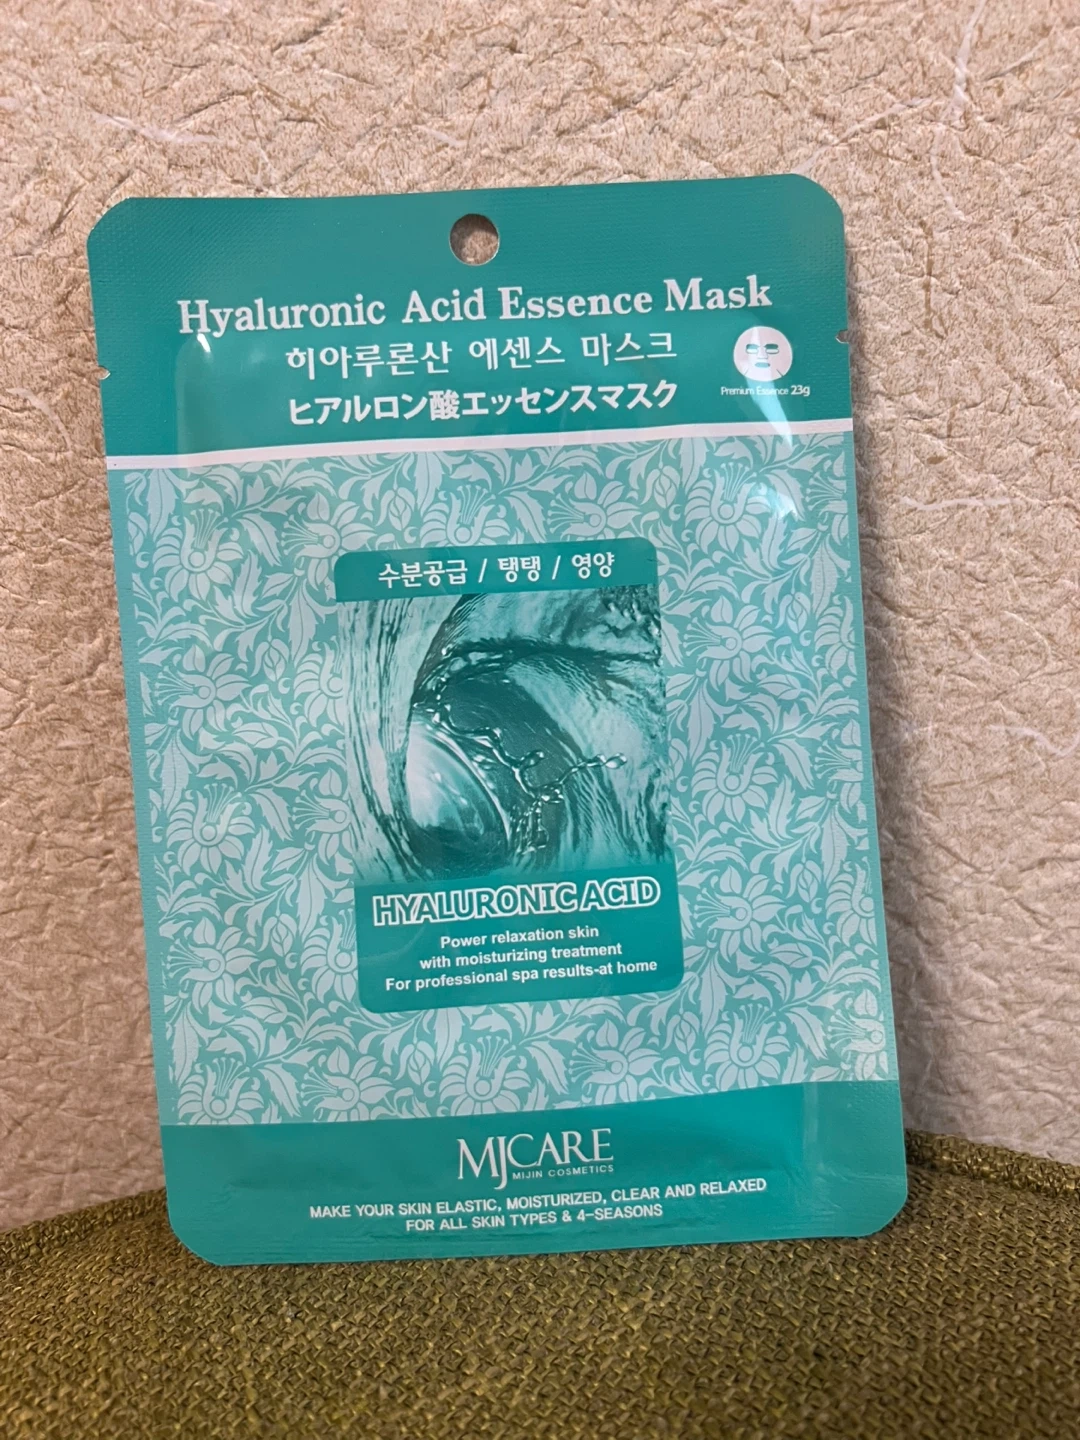 Hyaluronic Acid Essence Mask
히아루론산 에센스 마스크
ヒアルロン酸エッセンスマスク
Premium Essence 23g
수분공급 / 탱탱 / 영양
HYALURONIC ACID
Power relaxation skin
with moisturizing treatment
For professional spa results-at home
MJCARE
MIJIN COSMETICS
MAKE YOUR SKIN ELASTIC, MOISTURIZED, CLEAR AND RELAXED
FOR ALL SKIN TYPES & 4-SEASONS